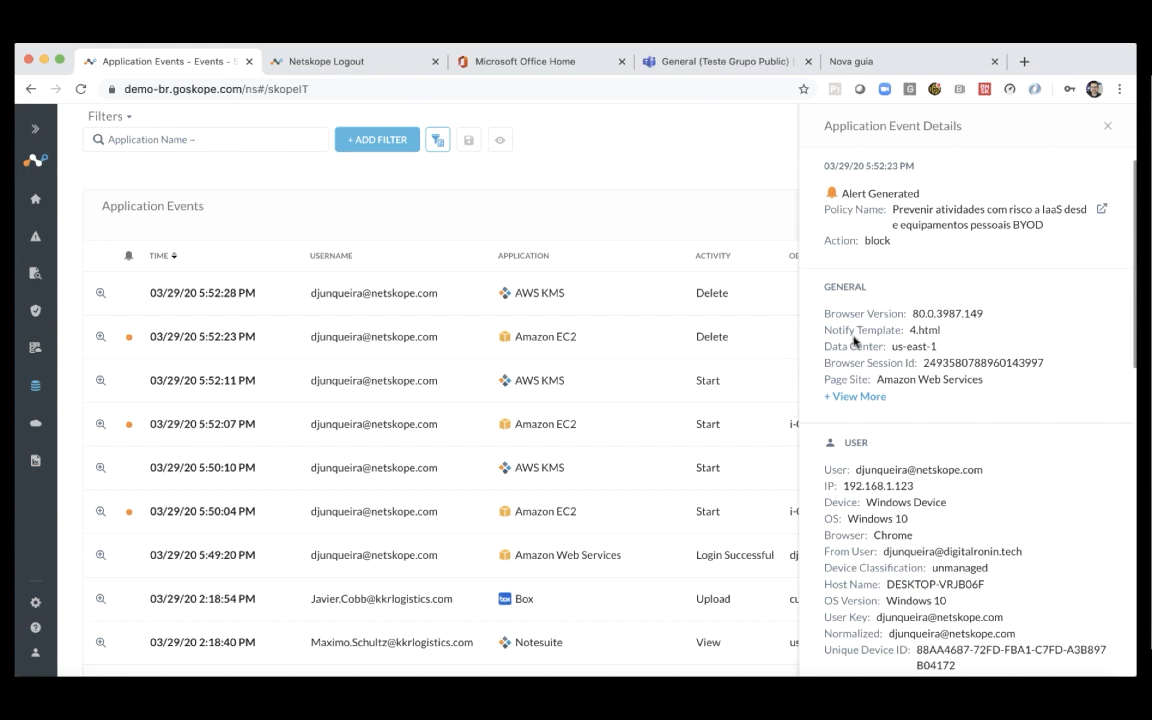 Application Events - Events - S
Netskope Logout
Microsoft Office Home
General (Teste Grupo Público) |
Nova guia
demo-br.goskope.com/ns#/skopeIT
Filters
Application Name ~
+ ADD FILTER
Application Events
TIME USERNAME APPLICATION ACTIVITY
03/29/20 5:52:28 PM djunqueira@netskope.com AWS KMS Delete
03/29/20 5:52:23 PM djunqueira@netskope.com Amazon EC2 Delete
03/29/20 5:52:11 PM djunqueira@netskope.com AWS KMS Start
03/29/20 5:52:07 PM djunqueira@netskope.com Amazon EC2 Start
03/29/20 5:50:10 PM djunqueira@netskope.com AWS KMS Start
03/29/20 5:50:04 PM djunqueira@netskope.com Amazon EC2 Start
03/29/20 5:49:20 PM djunqueira@netskope.com Amazon Web Services Login Successful
03/29/20 2:18:54 PM Javier.Cobb@kkrlogistics.com box Box Upload
03/29/20 2:18:40 PM Maximo.Schultz@kkrlogistics.com Notesuite View
Application Event Details
03/29/20 5:52:23 PM
Alert Generated
Policy Name: Prevenir atividades com risco a IaaS desd
e equipamentos pessoais BYOD
Action: block
GENERAL
Browser Version: 80.0.3987.149
Notify Template: 4.html
Data Center: us-east-1
Browser Session Id: 2493580788960143997
Page Site: Amazon Web Services
+ View More
USER
User: djunqueira@netskope.com
IP: 192.168.1.123
Device: Windows Device
OS: Windows 10
Browser: Chrome
From User: djunqueira@digitalronin.tech
Device Classification: unmanaged
Host Name: DESKTOP-VRJB06F
OS Version: Windows 10
User Key: djunqueira@netskope.com
Normalized: djunqueira@netskope.com
Unique Device ID: 88AA4687-72FD-FBA1-C7FD-A3B897
B04172